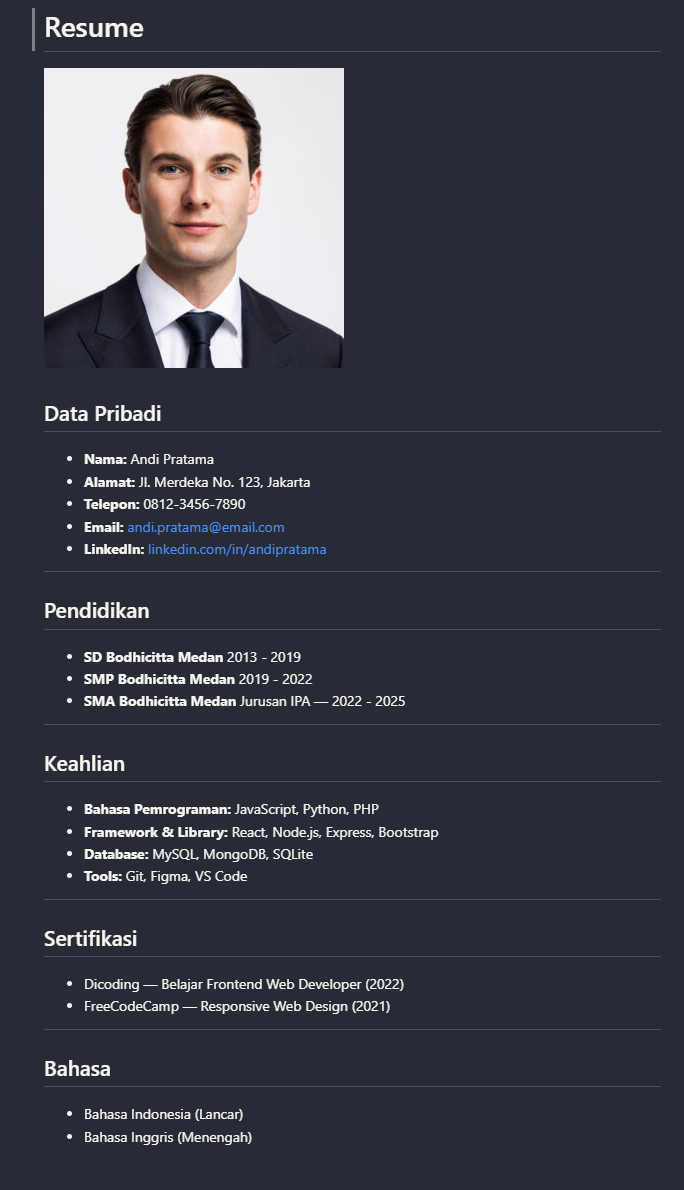 Resume
Data Pribadi
Nama: Andi Pratama
Alamat: Jl. Merdeka No. 123, Jakarta
Telepon: 0812-3456-7890
Email: andi.pratama@email.com
LinkedIn: linkedin.com/in/andipratama
Pendidikan
SD Bodhicitta Medan 2013 - 2019
SMP Bodhicitta Medan 2019 - 2022
SMA Bodhicitta Medan Jurusan IPA — 2022 - 2025
Keahlian
Bahasa Pemrograman: JavaScript, Python, PHP
Framework & Library: React, Node.js, Express, Bootstrap
Database: MySQL, MongoDB, SQLite
Tools: Git, Figma, VS Code
Sertifikasi
Dicoding — Belajar Frontend Web Developer (2022)
FreeCodeCamp — Responsive Web Design (2021)
Bahasa
Bahasa Indonesia (Lancar)
Bahasa Inggris (Menengah)